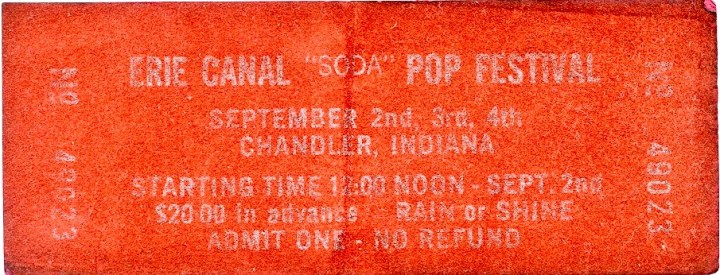 Nº 49023
ERIE CANAL "SODA" POP FESTIVAL
SEPTEMBER 2nd, 3rd, 4th
CHANDLER, INDIANA
STARTING TIME 12:00 NOON - SEPT. 2nd
$20.00 in advance - RAIN or SHINE
ADMIT ONE - NO REFUND
Nº 49023